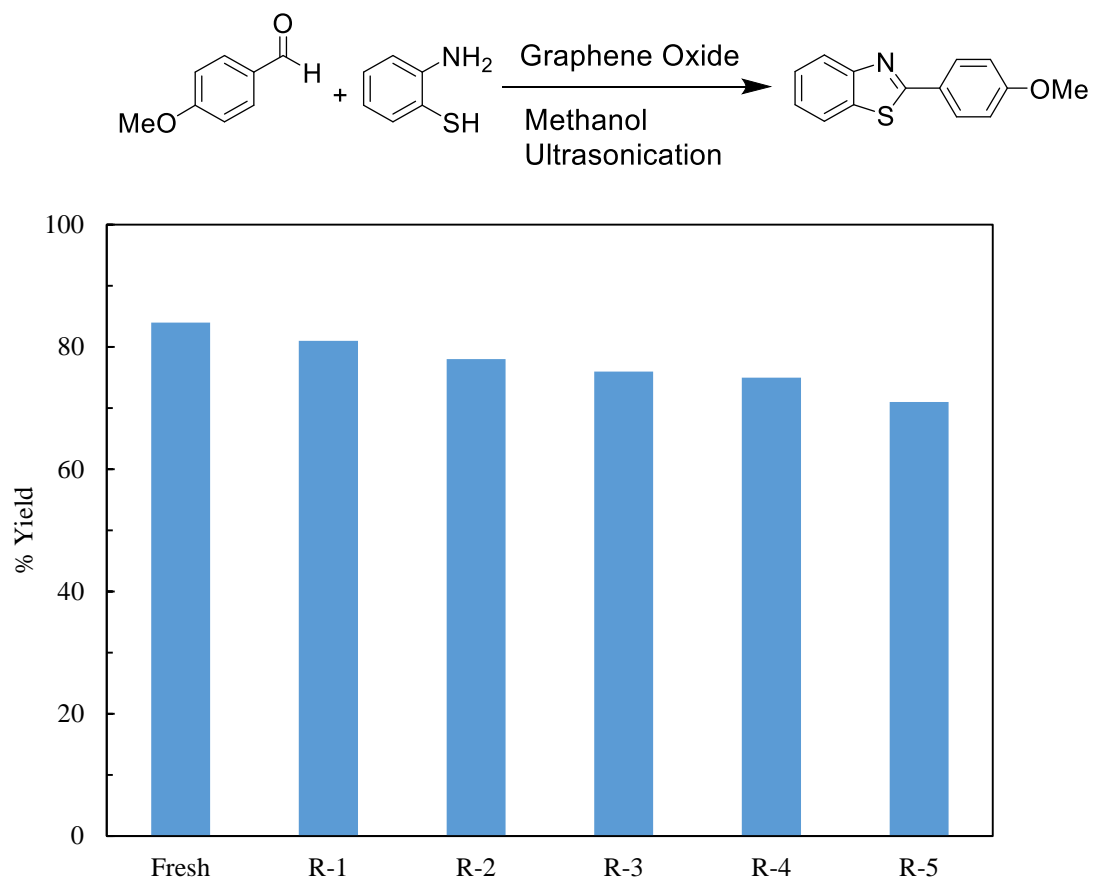 O
H
MeO
+
NH2
SH
Graphene Oxide
Methanol
Ultrasonication
N
S
OMe
100
80
60
40
20
0
% Yield
Fresh R-1 R-2 R-3 R-4 R-5